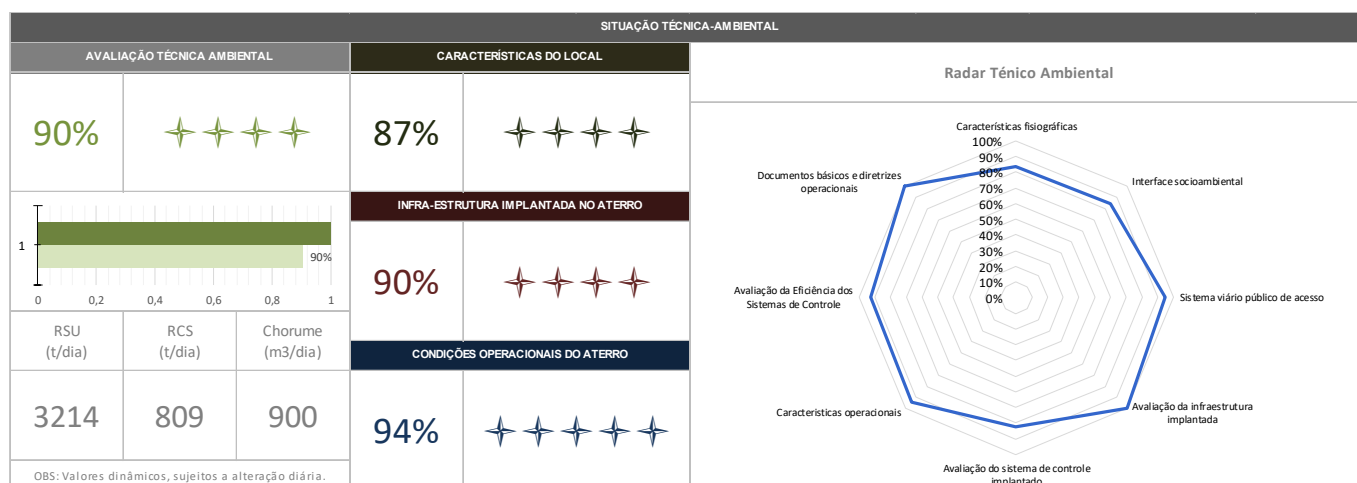 SITUAÇÃO TÉCNICA-AMBIENTAL
AVALIAÇÃO TÉCNICA AMBIENTAL
90%
1
90%
0 0,2 0,4 0,6 0,8 1
RSU
(t/dia)
RCS
(t/dia)
Chorume
(m3/dia)
3214
809
900
OBS: Valores dinâmicos, sujeitos a alteração diária.
CARACTERÍSTICAS DO LOCAL
87%
INFRA-ESTRUTURA IMPLANTADA NO ATERRO
90%
CONDIÇÕES OPERACIONAIS DO ATERRO
94%
Radar Ténico Ambiental
Características fisiográficas
100%
90%
80%
70%
60%
50%
40%
30%
20%
10%
0%
Interface socioambiental
Sistema viário público de acesso
Avaliação da infraestrutura
implantada
Avaliação do sistema de controle
implantado
Caracteristicas operacionais
Avaliação da Eficiência dos
Sistemas de Controle
Documentos básicos e diretrizes
operacionais